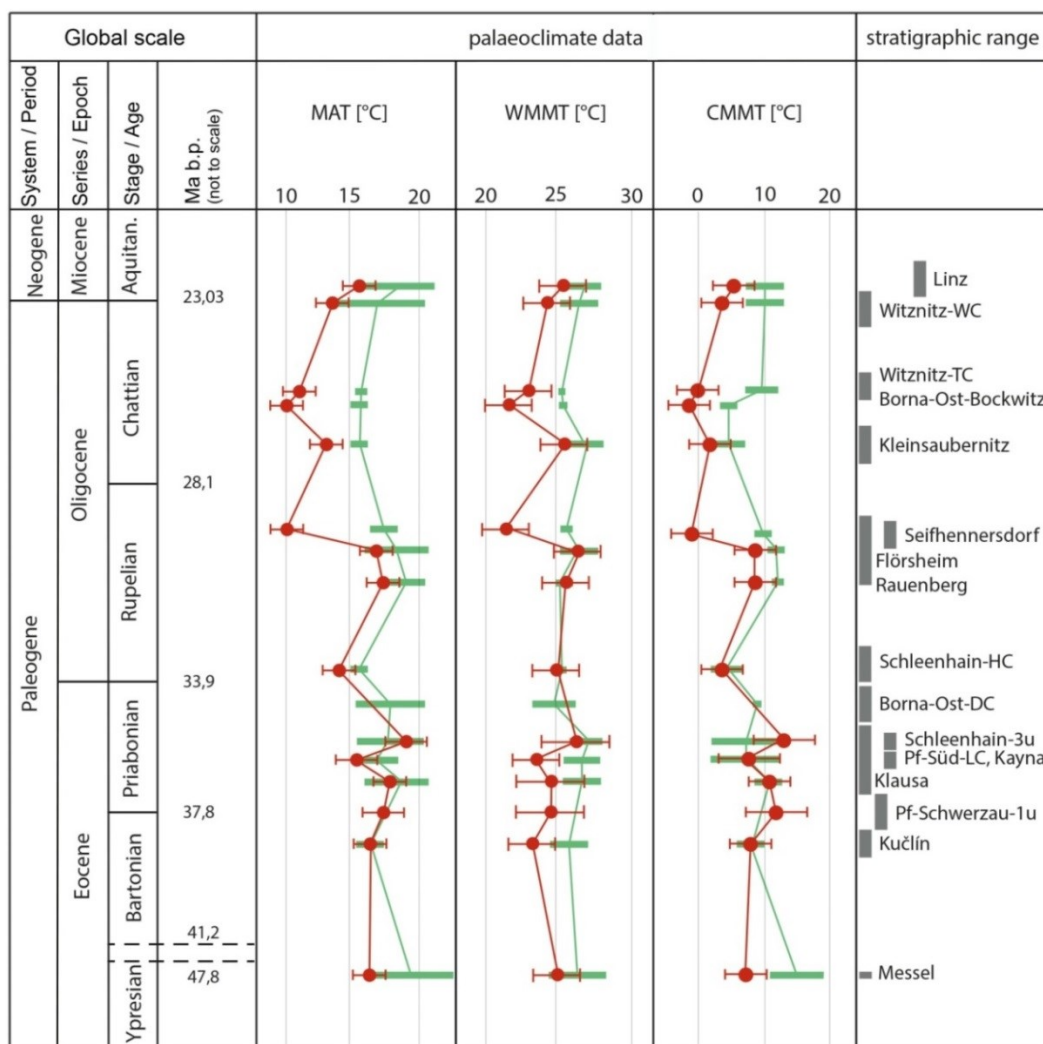 Global scale
palaeoclimate data
stratigraphic range
System / Period
Series / Epoch
Stage / Age
Ma b.p.
(not to scale)
MAT [°C]
WMMT [°C]
CMMT [°C]
10 15 20
20 25 30
0 10 20
Neogene
Miocene
Aquitan.
23,03
Linz
Witznitz-WC
Paleogene
Oligocene
Chattian
Witznitz-TC
Borna-Ost-Bockwitz
Kleinsaubernitz
28,1
Rupelian
Seifhennersdorf
Flörsheim
Rauenberg
Schleenhain-HC
33,9
Eocene
Priabonian
Borna-Ost-DC
Schleenhain-3u
Pf-Süd-LC, Kayna
Klausa
37,8
Pf-Schwerzau-1u
Bartonian
Kučlín
41,2
Ypresian
47,8
Messel